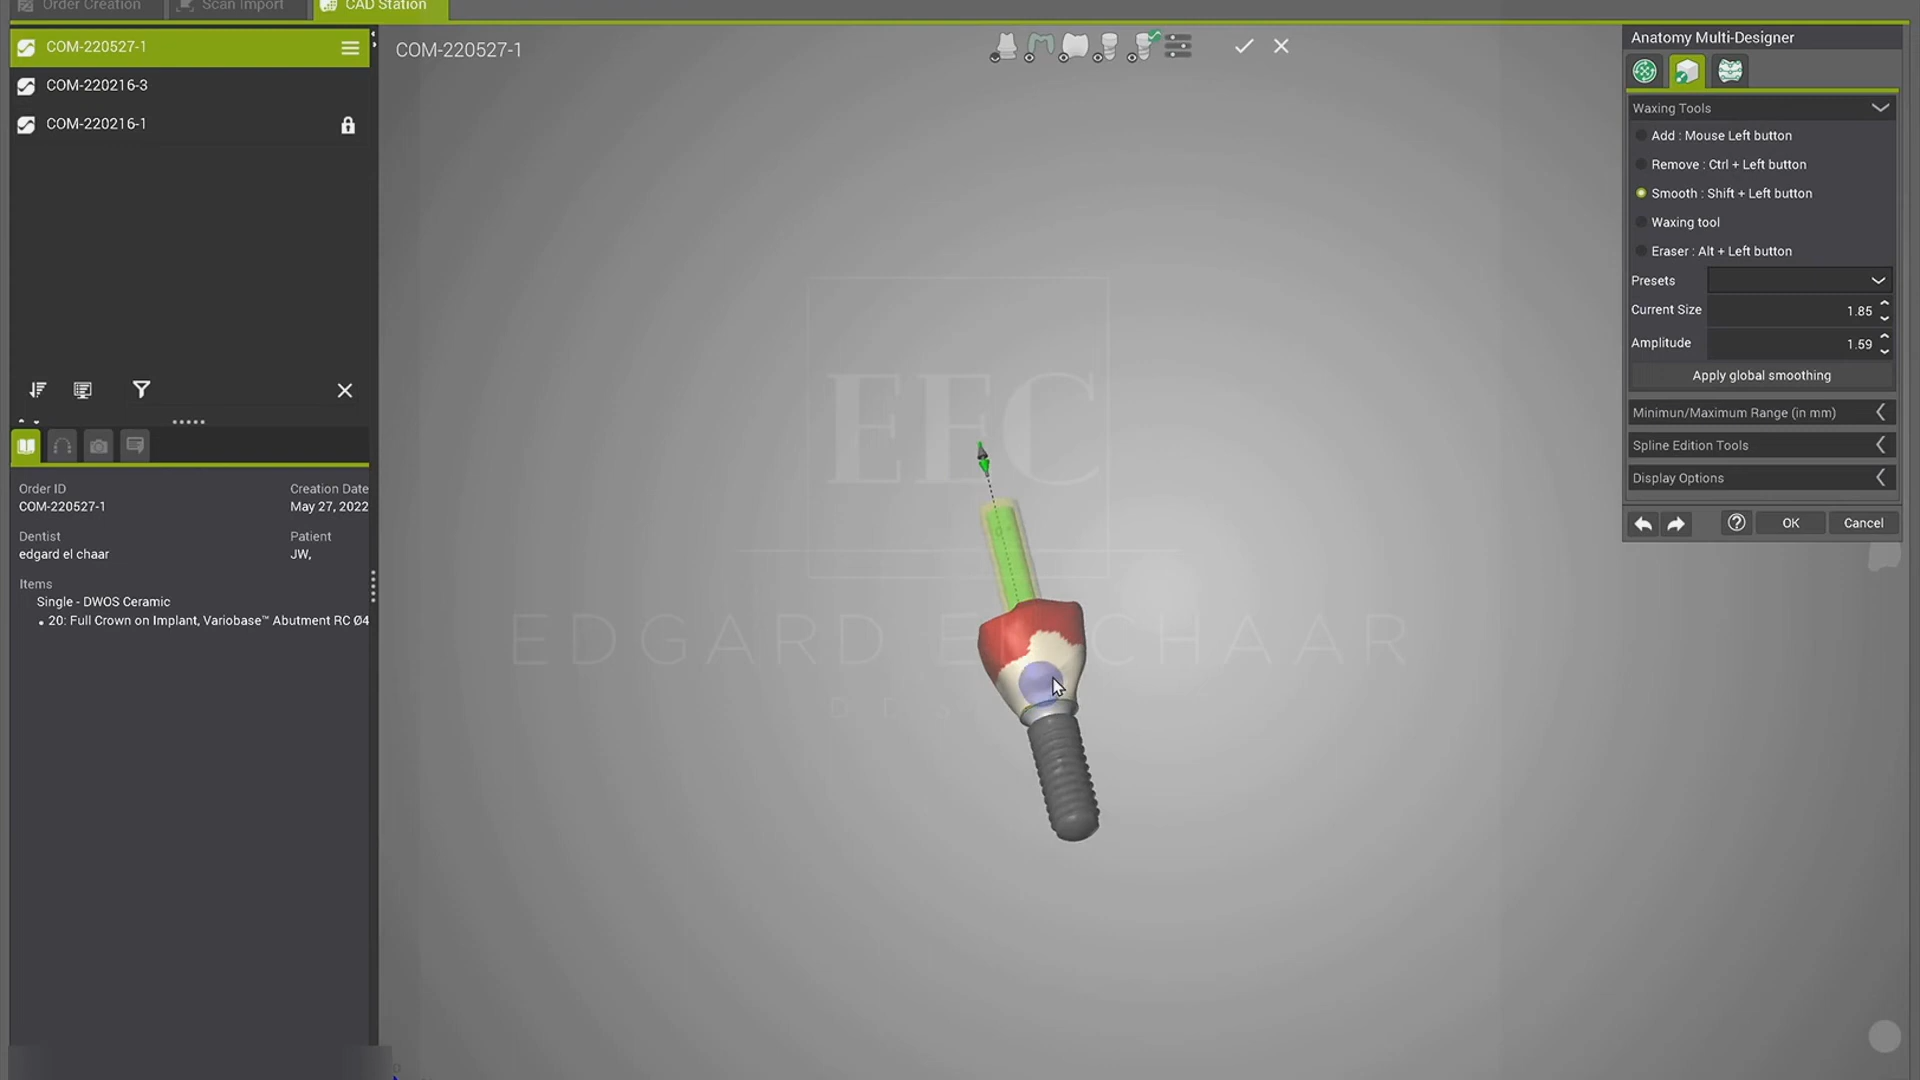 Order Creation
Scan Import
CAD Station
COM-220527-1
COM-220216-3
COM-220216-1
Order ID
Creation Date
COM-220527-1
May 27, 2022
Dentist
Patient
edgard el chaar
JW,
Items
Single - DWOS Ceramic
20: Full Crown on Implant, Variobase™ Abutment RC Ø4
COM-220527-1
EEC
EDGARD E CHAAR
Anatomy Multi-Designer
Waxing Tools
Add : Mouse Left button
Remove : Ctrl + Left button
Smooth : Shift + Left button
Waxing tool
Eraser : Alt + Left button
Presets
Current Size
1.85
Amplitude
1.59
Apply global smoothing
Minimun/Maximum Range (in mm)
Spline Edition Tools
Display Options
OK
Cancel